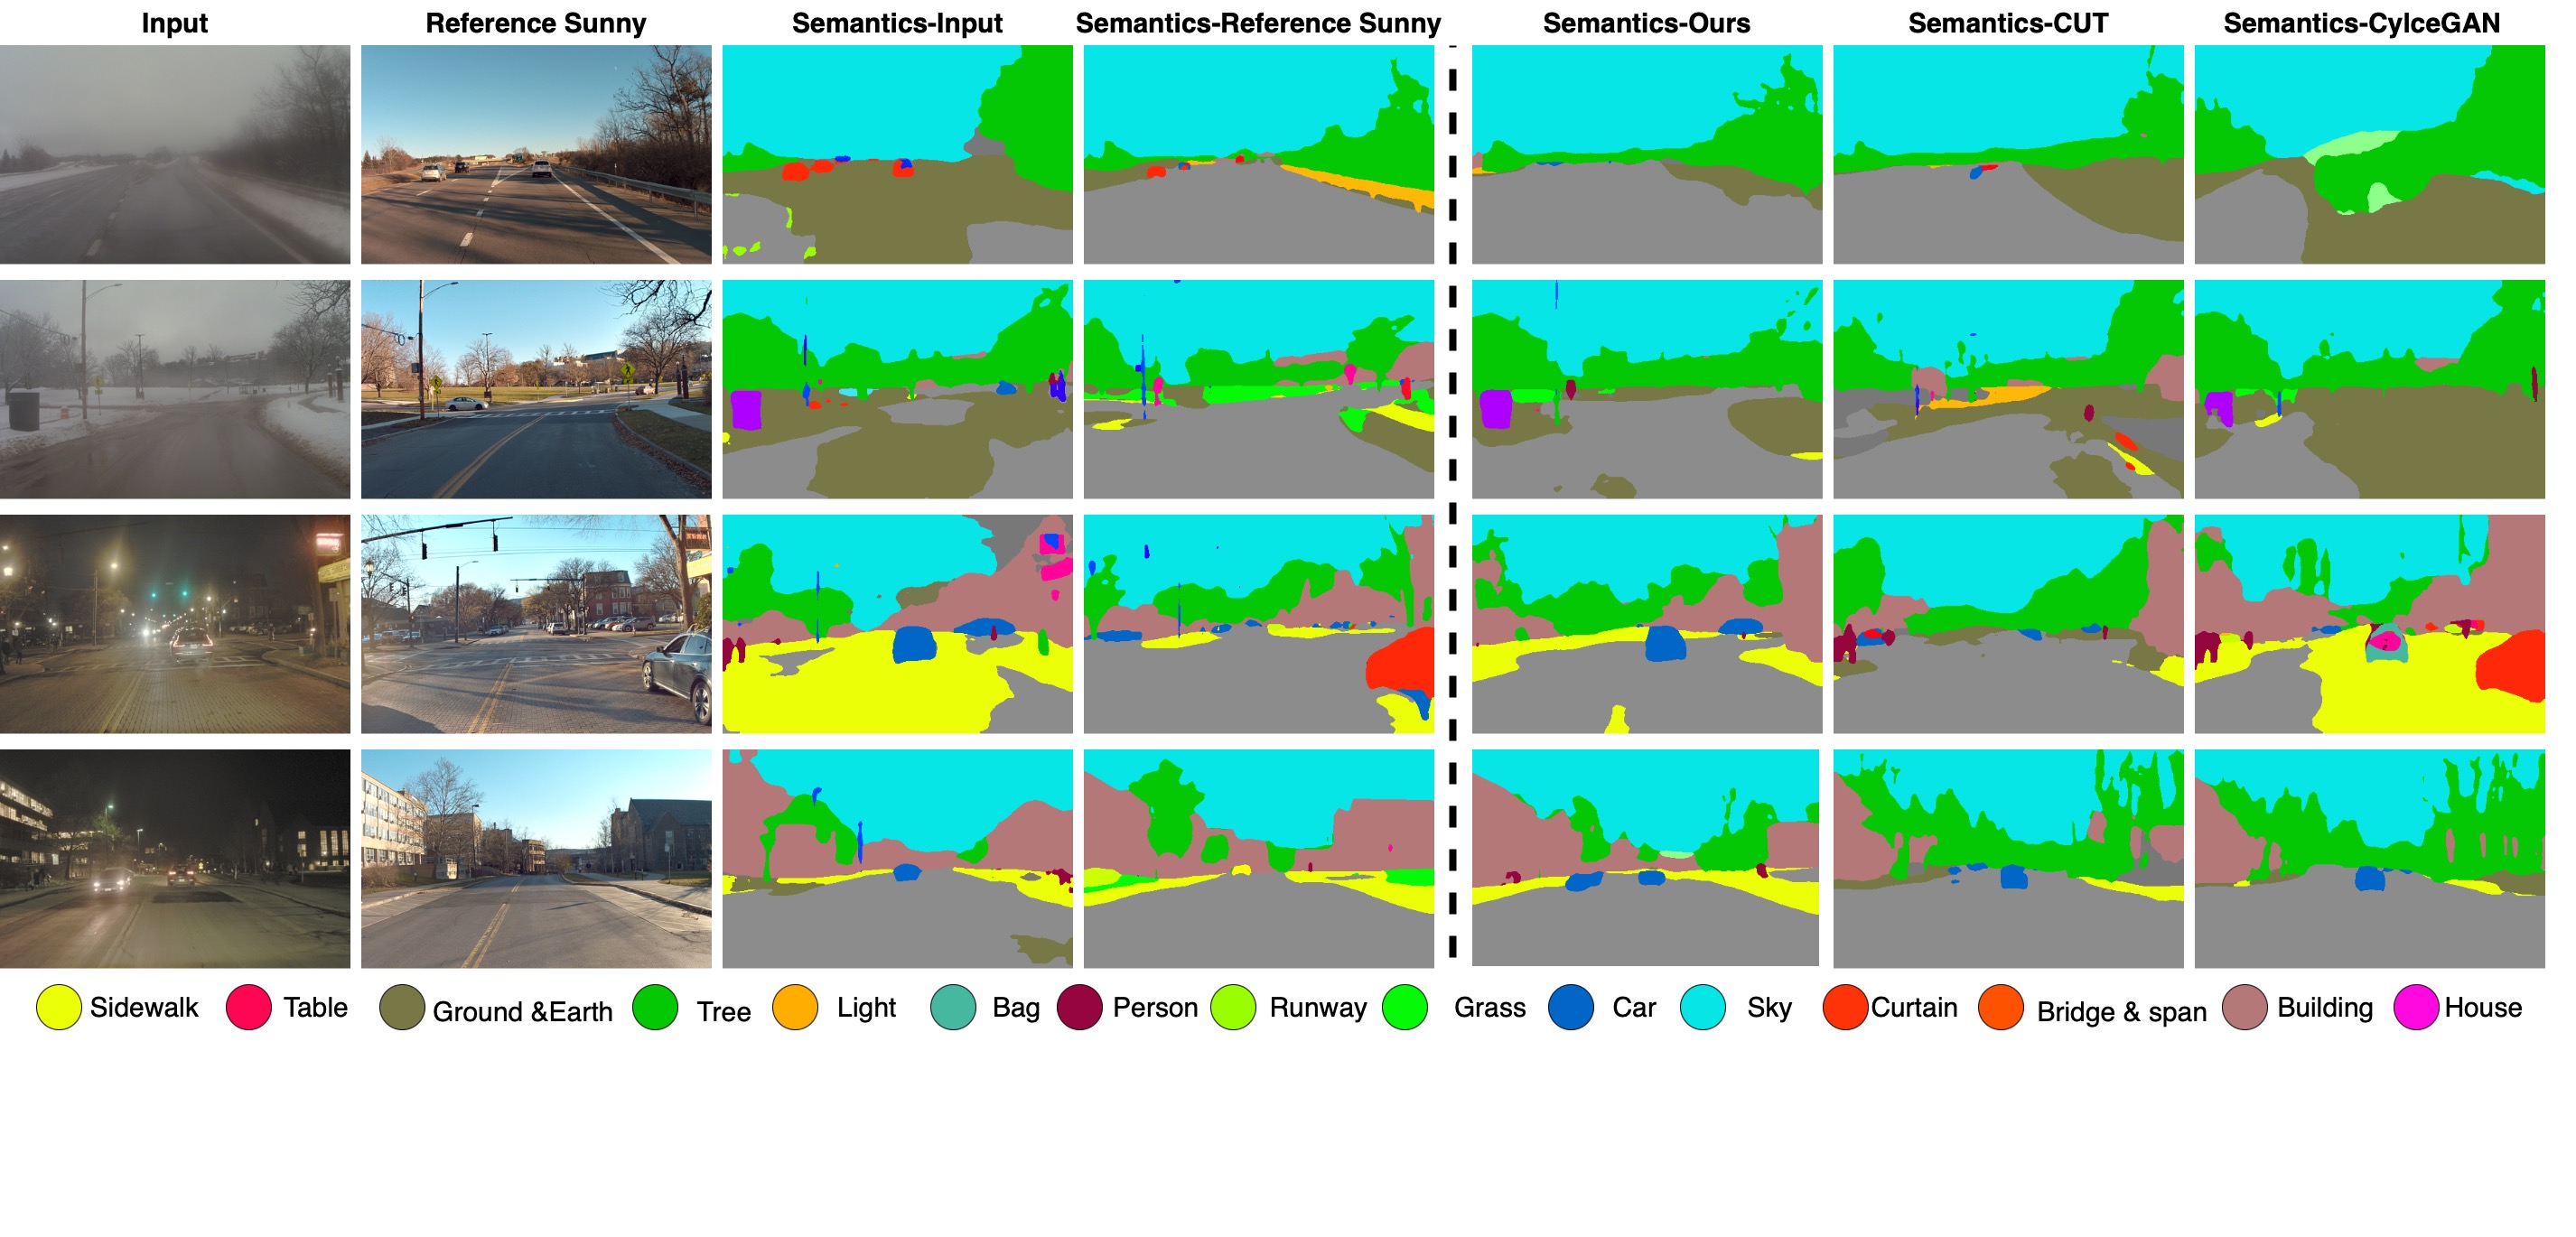 Input Reference Sunny Semantics-Input Semantics-Reference Sunny Semantics-Ours Semantics-CUT Semantics-CylceGAN
Sidewalk Table Ground &Earth Tree Light Bag Person Runway Grass Car Sky Curtain Bridge & span Building House